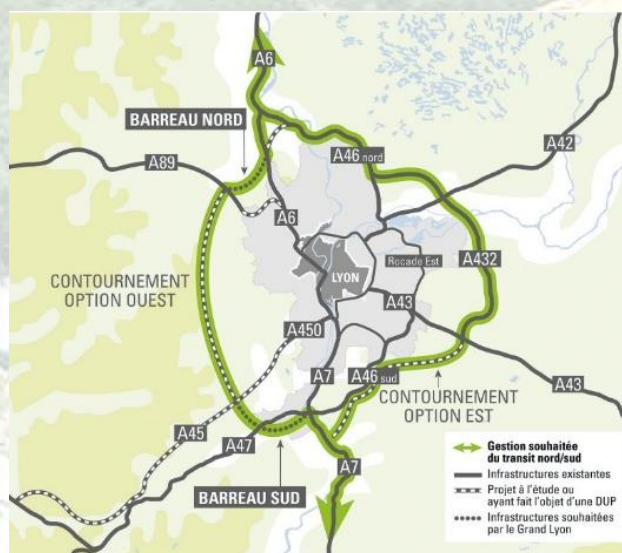 A6
BARREAU NORD
A89
A46 nord
A42
A6
CONTOURNEMENT
OPTION OUEST
LYON
Rocade Est
A432
A43
A450
A7
A46 sud
A43
CONTOURNEMENT
OPTION EST
A45
A47
A7
BARREAU SUD
Gestion souhaitée
du transit nord/sud
Infrastructures existantes
Projet à l'étude ou
ayant fait l'objet d'une DUP
Infrastructures souhaitées
par le Grand Lyon